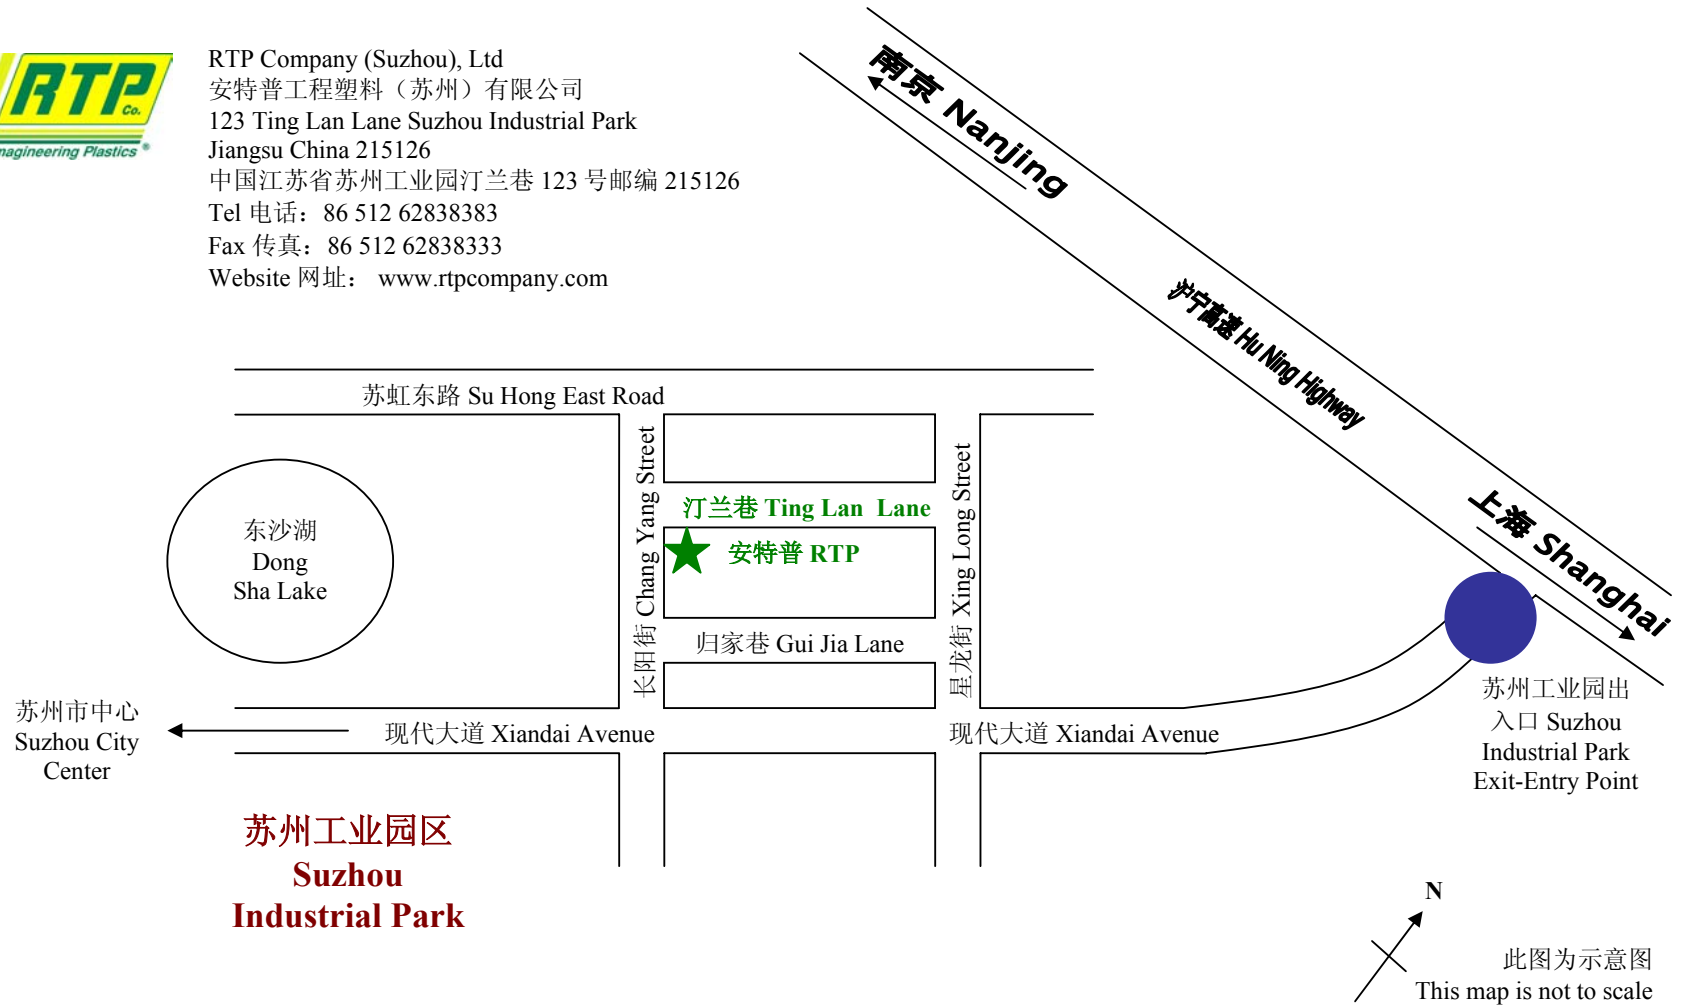 RTP
Co.
magineering Plastics ®
RTP Company (Suzhou), Ltd
安特普工程塑料（苏州）有限公司
123 Ting Lan Lane Suzhou Industrial Park
Jiangsu China 215126
中国江苏省苏州工业园汀兰巷 123 号邮编 215126
Tel 电话：86 512 62838383
Fax 传真：86 512 62838333
Website 网址： www.rtpcompany.com
南京 Nanjing
沪宁高速 Hu Ning Highway
上海 Shanghai
苏虹东路 Su Hong East Road
长阳街 Chang Yang Street
汀兰巷 Ting Lan Lane
安特普 RTP
星龙街 Xing Long Street
东沙湖
Dong
Sha Lake
归家巷 Gui Jia Lane
苏州市中心
Suzhou City
Center
现代大道 Xiandai Avenue
现代大道 Xiandai Avenue
苏州工业园出
入口 Suzhou
Industrial Park
Exit-Entry Point
苏州工业园区
Suzhou
Industrial Park
N
此图为示意图
This map is not to scale